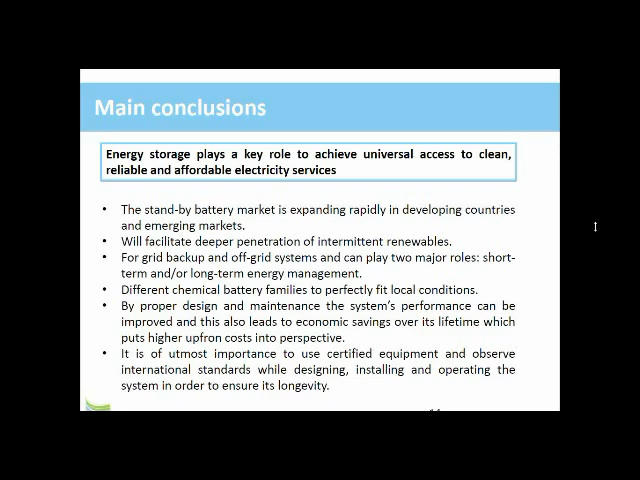 Main conclusions
Energy storage plays a key role to achieve universal access to clean,
reliable and affordable electricity services
• The stand-by battery market is expanding rapidly in developing countries
and emerging markets.
• Will facilitate deeper penetration of intermittent renewables.
• For grid backup and off-grid systems and can play two major roles: short-
term and/or long-term energy management.
• Different chemical battery families to perfectly fit local conditions.
• By proper design and maintenance the system's performance can be
improved and this also leads to economic savings over its lifetime which
puts higher upfron costs into perspective.
• It is of utmost importance to use certified equipment and observe
international standards while designing, installing and operating the
system in order to ensure its longevity.